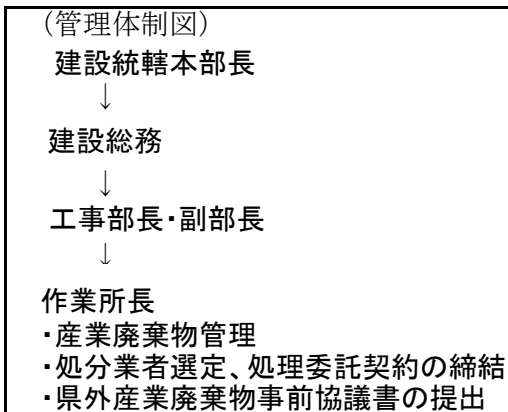 （管理体制図）
建設統轄本部長
↓
建設総務
↓
工事部長・副部長
↓
作業所長
・産業廃棄物管理
・処分業者選定、処理委託契約の締結
・県外産業廃棄物事前協議書の提出